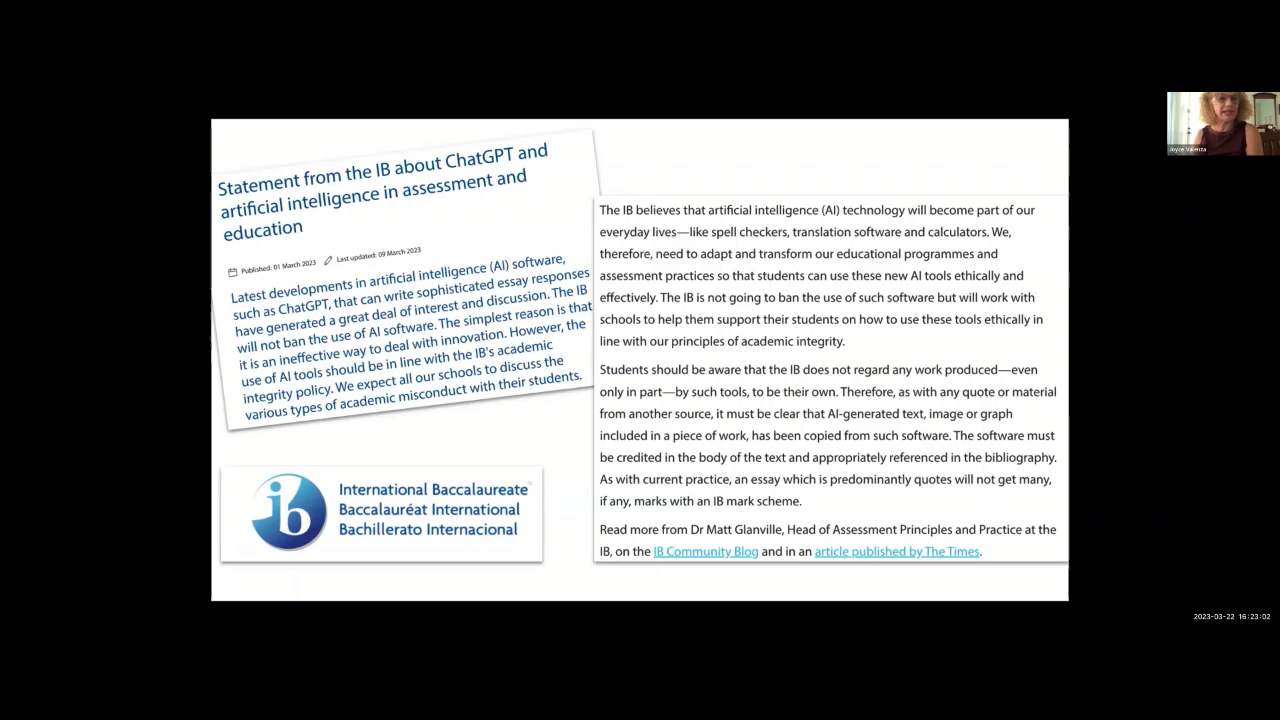 Statement from the IB about ChatGPT and
artificial intelligence in assessment and
education
Published: 01 March 2023 Last updated: 09 March 2023
Latest developments in artificial intelligence (AI) software,
such as ChatGPT, that can write sophisticated essay responses
have generated a great deal of interest and discussion. The IB
will not ban the use of AI software. The simplest reason is that
it is an ineffective way to deal with innovation. However, the
use of AI tools should be in line with the IB's academic
integrity policy. We expect all our schools to discuss the
various types of academic misconduct with their students.
ib
International Baccalaureate
Baccalauréat International
Bachillerato Internacional
The IB believes that artificial intelligence (AI) technology will become part of our
everyday lives—like spell checkers, translation software and calculators. We,
therefore, need to adapt and transform our educational programmes and
assessment practices so that students can use these new AI tools ethically and
effectively. The IB is not going to ban the use of such software but will work with
schools to help them support their students on how to use these tools ethically in
line with our principles of academic integrity.
Students should be aware that the IB does not regard any work produced—even
only in part—by such tools, to be their own. Therefore, as with any quote or material
from another source, it must be clear that AI-generated text, image or graph
included in a piece of work, has been copied from such software. The software must
be credited in the body of the text and appropriately referenced in the bibliography.
As with current practice, an essay which is predominantly quotes will not get many,
if any, marks with an IB mark scheme.
Read more from Dr Matt Glanville, Head of Assessment Principles and Practice at the
IB, on the IB Community Blog and in an article published by The Times.
Joyce Valenza
2023-03-22 16:23:02